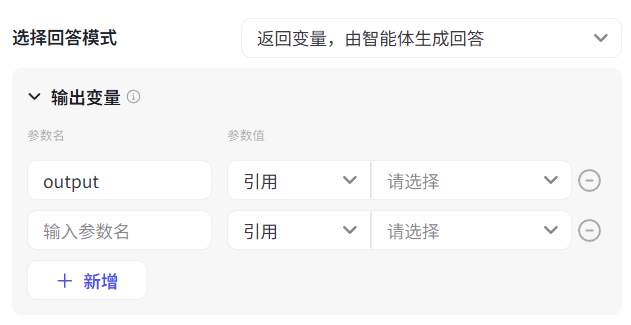 选择回答模式 返回变量，由智能体生成回答
输出变量
参数名 参数值
output 引用 请选择
输入参数名 引用 请选择
新增